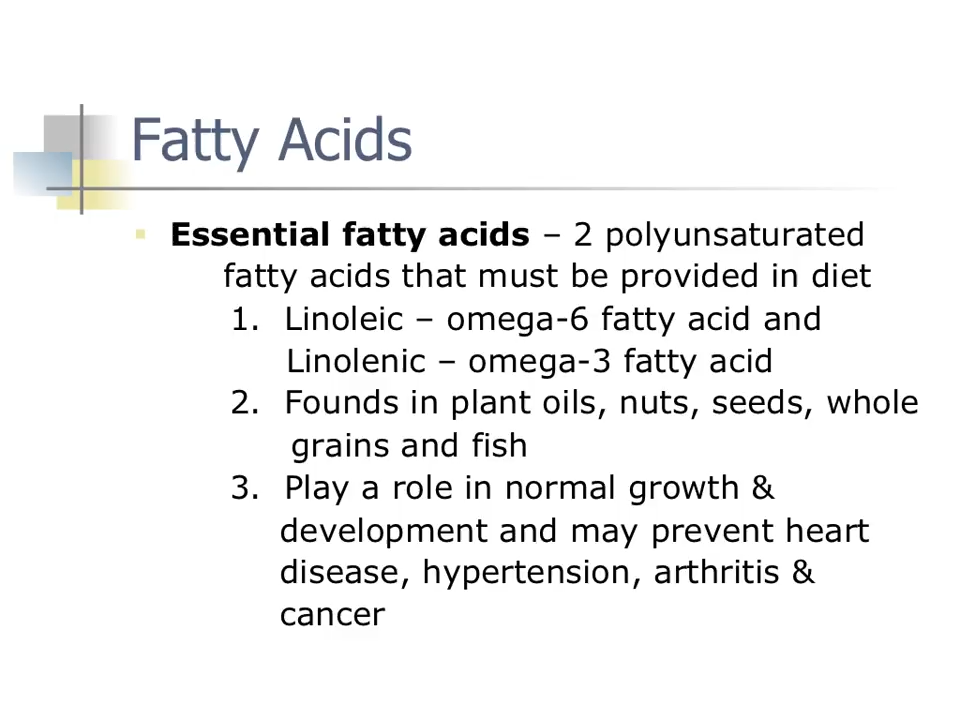 Fatty Acids
Essential fatty acids – 2 polyunsaturated
fatty acids that must be provided in diet
1. Linoleic – omega-6 fatty acid and
Linolenic – omega-3 fatty acid
2. Founds in plant oils, nuts, seeds, whole
grains and fish
3. Play a role in normal growth &
development and may prevent heart
disease, hypertension, arthritis &
cancer